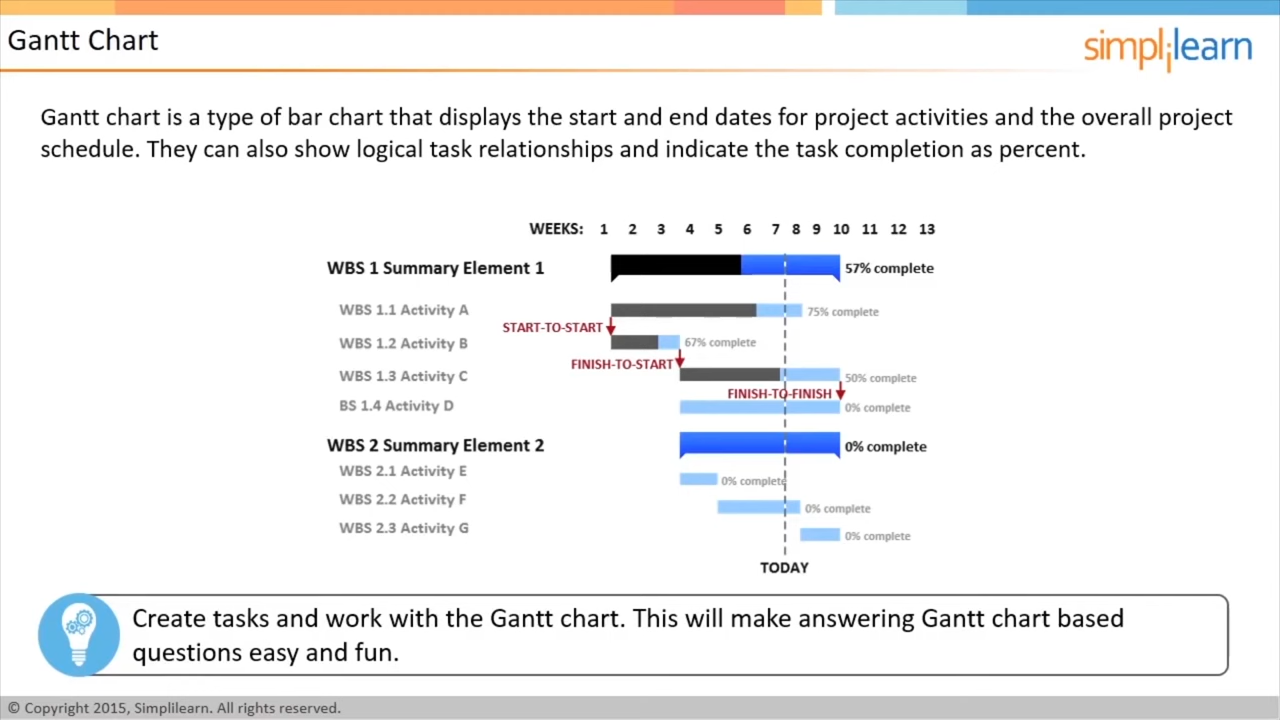 Gantt Chart
simplilearn
Gantt chart is a type of bar chart that displays the start and end dates for project activities and the overall project
schedule. They can also show logical task relationships and indicate the task completion as percent.
WEEKS: 1 2 3 4 5 6 7 8 9 10 11 12 13
WBS 1 Summary Element 1 57% complete
WBS 1.1 Activity A 75% complete
START-TO-START
WBS 1.2 Activity B 67% complete
FINISH-TO-START
WBS 1.3 Activity C 50% complete
FINISH-TO-FINISH
BS 1.4 Activity D 0% complete
WBS 2 Summary Element 2 0% complete
WBS 2.1 Activity E 0% complete
WBS 2.2 Activity F 0% complete
WBS 2.3 Activity G 0% complete
TODAY
Create tasks and work with the Gantt chart. This will make answering Gantt chart based
questions easy and fun.
© Copyright 2015, Simplilearn. All rights reserved.